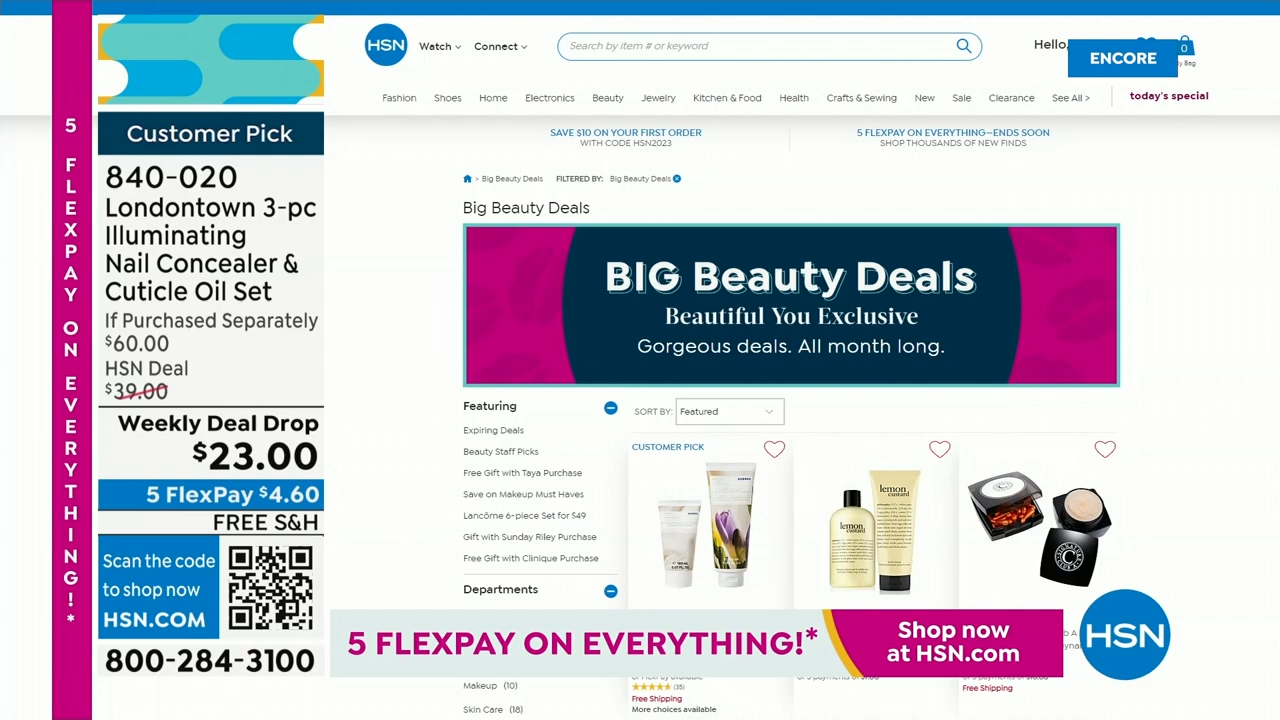 5 FLEXPAY ON EVERYTHING!*
Customer Pick
840-020
Londontown 3-pc
Illuminating
Nail Concealer &
Cuticle Oil Set
If Purchased Separately
$60.00
HSN Deal
$39.00
Weekly Deal Drop
$23.00
5 FlexPay $4.60
FREE S&H
Scan the code
to shop now
HSN.COM
800-284-3100
HSN
Watch
Connect
Search by item # or keyword
Hello,
0
ENCORE
Bag
Fashion Shoes Home Electronics Beauty Jewelry Kitchen & Food Health Crafts & Sewing New Sale Clearance See All > today's special
SAVE $10 ON YOUR FIRST ORDER
WITH CODE HSN2023
5 FLEXPAY ON EVERYTHING—ENDS SOON
SHOP THOUSANDS OF NEW FINDS
> Big Beauty Deals FILTERED BY: Big Beauty Deals
Big Beauty Deals
BIG Beauty Deals
Beautiful You Exclusive
Gorgeous deals. All month long.
Featuring
Expiring Deals
Beauty Staff Picks
Free Gift with Taya Purchase
Save on Makeup Must Haves
Lancôme 6-piece Set for $49
Gift with Sunday Riley Purchase
Free Gift with Clinique Purchase
Departments
Makeup (10)
Skin Care (18)
SORT BY: Featured
CUSTOMER PICK
KORRES
lemon custard
lemon custard
(35)
Free Shipping
More choices available
Free Shipping
5 FLEXPAY ON EVERYTHING!*
Shop now
at HSN.com
HSN